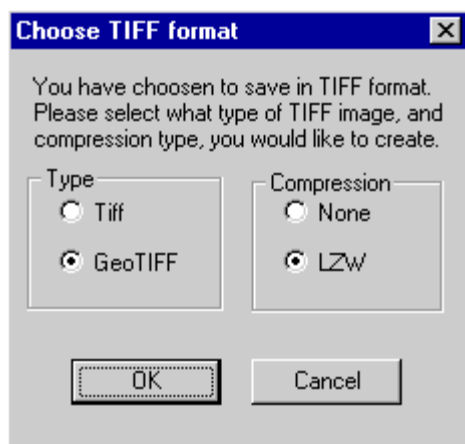 Choose TIFF format
You have choosen to save in TIFF format.
Please select what type of TIFF image, and
compression type, you would like to create.
Type
Tiff
GeoTIFF
Compression
None
LZW
OK
Cancel